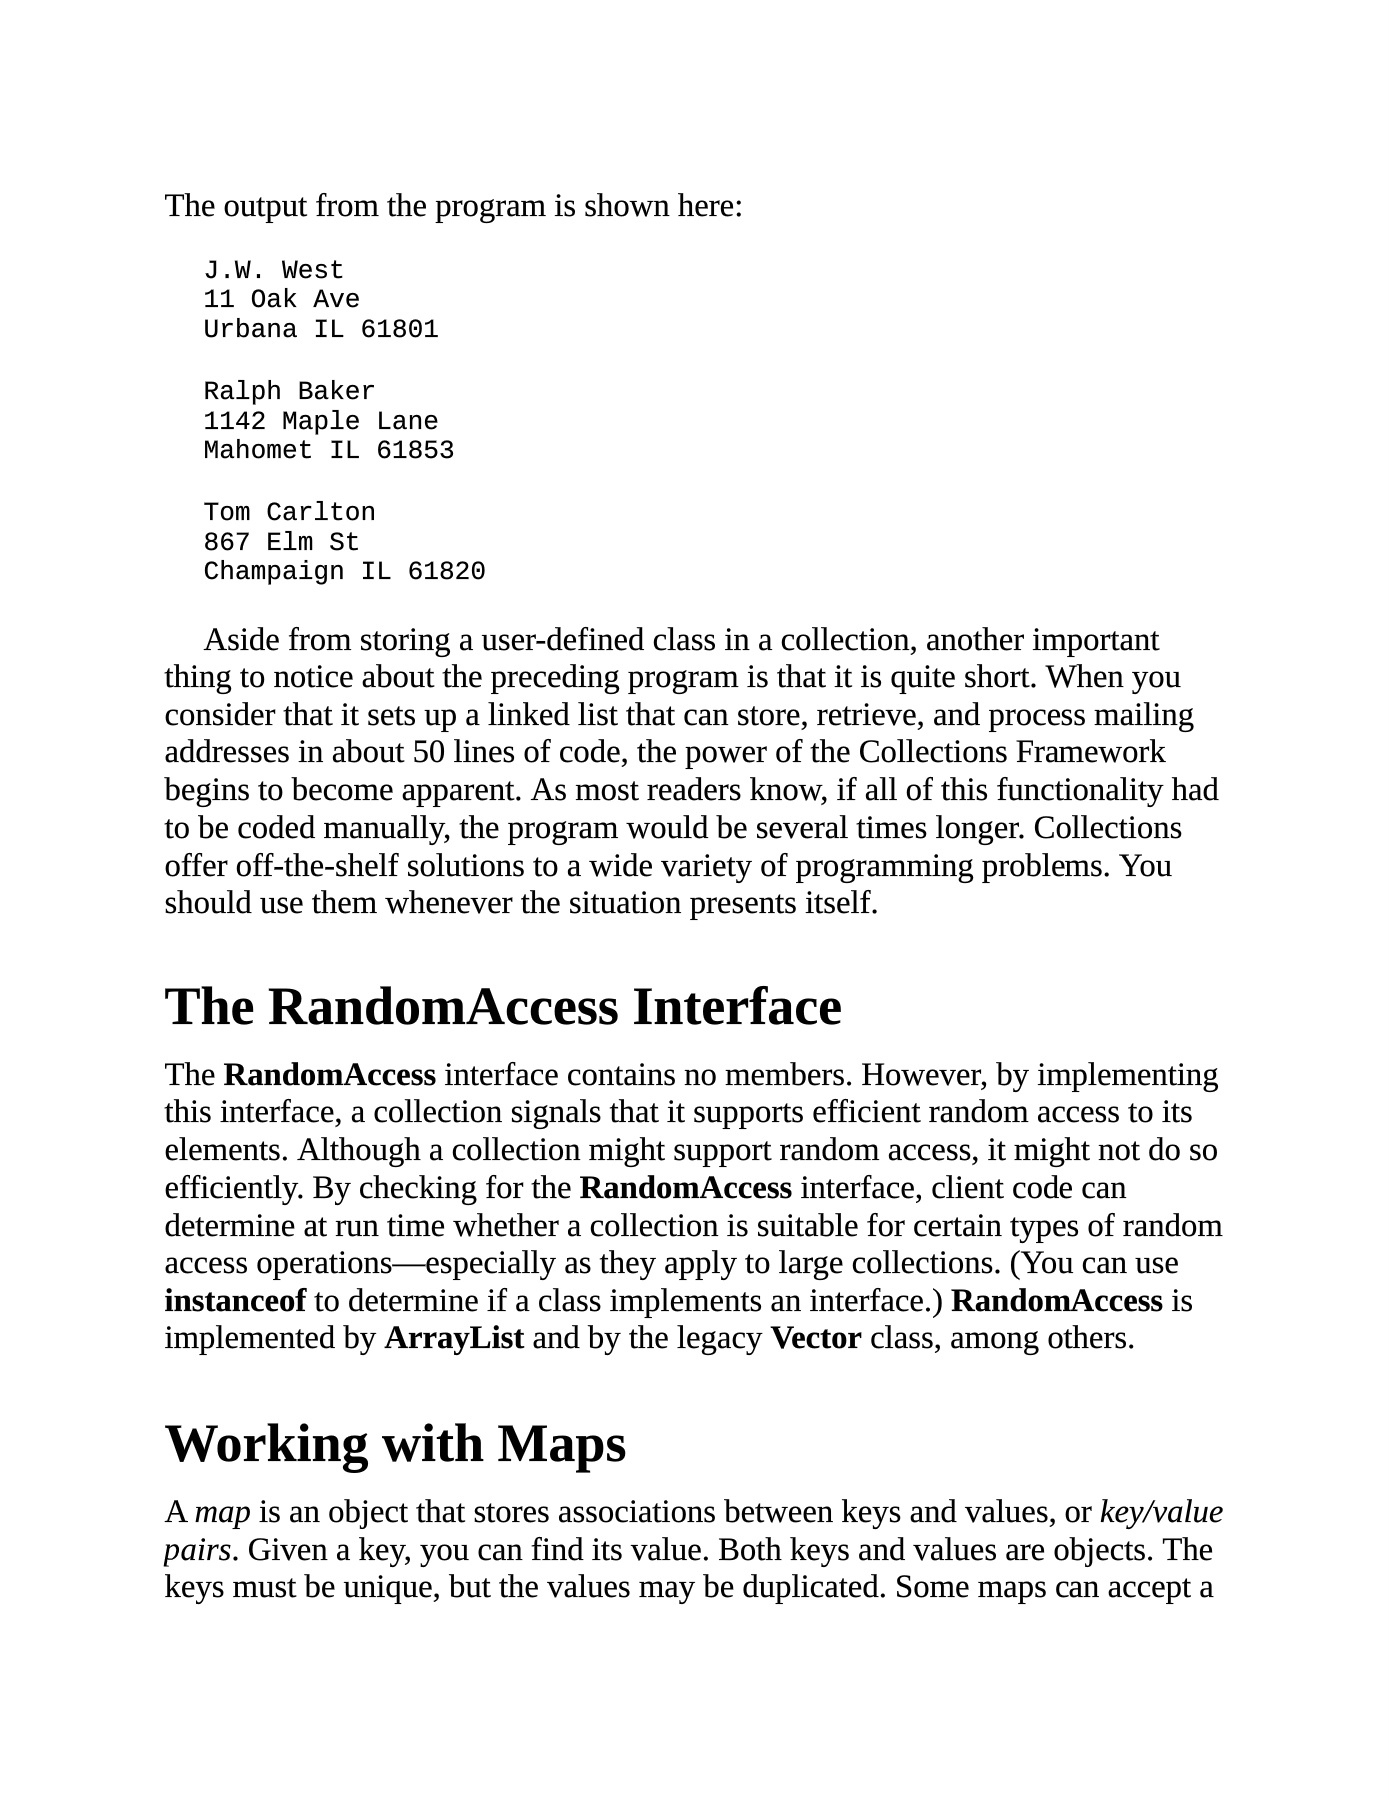 The output from the program is shown here:
J.W. West
11 Oak Ave
Urbana IL 61801
Ralph Baker
1142 Maple Lane
Mahomet IL 61853
Tom Carlton
867 Elm St
Champaign IL 61820
Aside from storing a user-defined class in a collection, another important
thing to notice about the preceding program is that it is quite short. When you
consider that it sets up a linked list that can store, retrieve, and process mailing
addresses in about 50 lines of code, the power of the Collections Framework
begins to become apparent. As most readers know, if all of this functionality had
to be coded manually, the program would be several times longer. Collections
offer off-the-shelf solutions to a wide variety of programming problems. You
should use them whenever the situation presents itself.
The RandomAccess Interface
The RandomAccess interface contains no members. However, by implementing
this interface, a collection signals that it supports efficient random access to its
elements. Although a collection might support random access, it might not do so
efficiently. By checking for the RandomAccess interface, client code can
determine at run time whether a collection is suitable for certain types of random
access operations—especially as they apply to large collections. (You can use
instanceof to determine if a class implements an interface.) RandomAccess is
implemented by ArrayList and by the legacy Vector class, among others.
Working with Maps
A map is an object that stores associations between keys and values, or key/value
pairs. Given a key, you can find its value. Both keys and values are objects. The
keys must be unique, but the values may be duplicated. Some maps can accept a